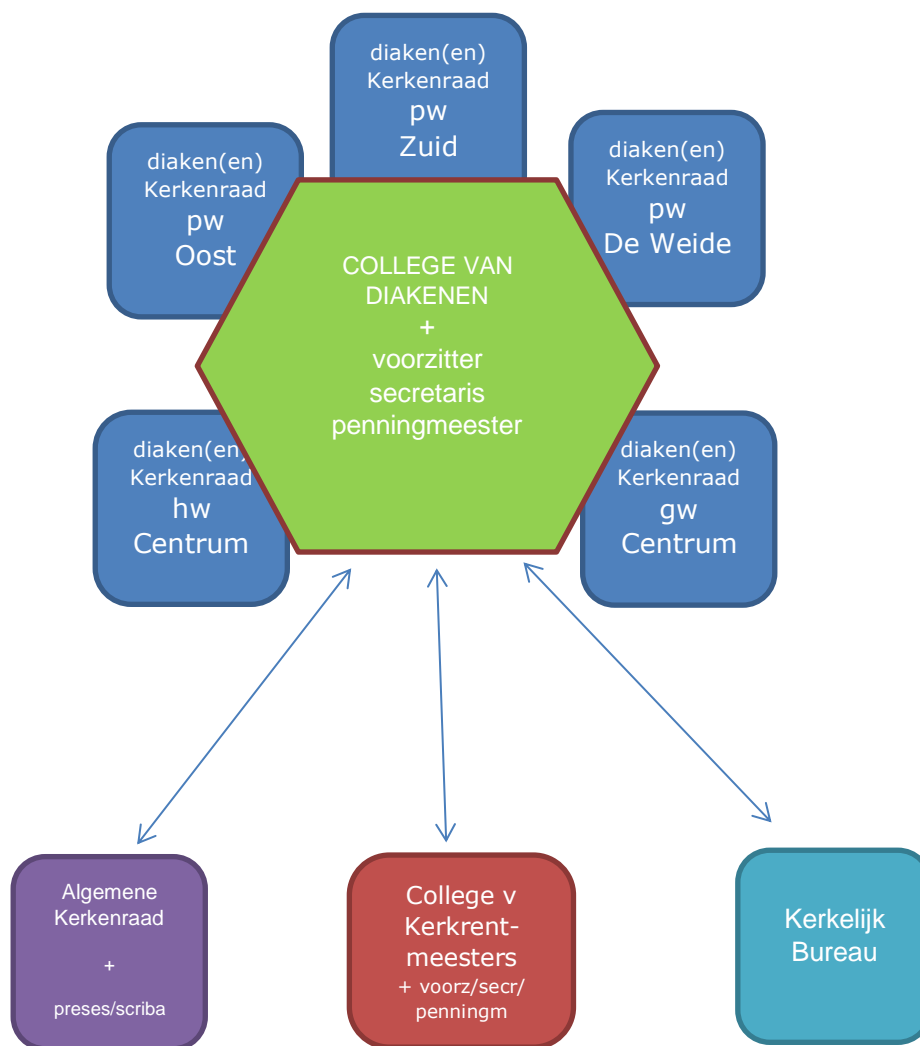 diaken(en)
Kerkenraad
pw
Zuid
diaken(en)
Kerkenraad
pw
Oost
diaken(en)
Kerkenraad
pw
De Weide
COLLEGE VAN
DIAKENEN
+
voorzitter
secretaris
penningmeester
diaken(en)
Kerkenraad
hw
Centrum
diaken(en)
Kerkenraad
gw
Centrum
Algemene
Kerkenraad
+
preses/scriba
College v
Kerkrent-
meesters
+ voorz/secr/
penningm
Kerkelijk
Bureau